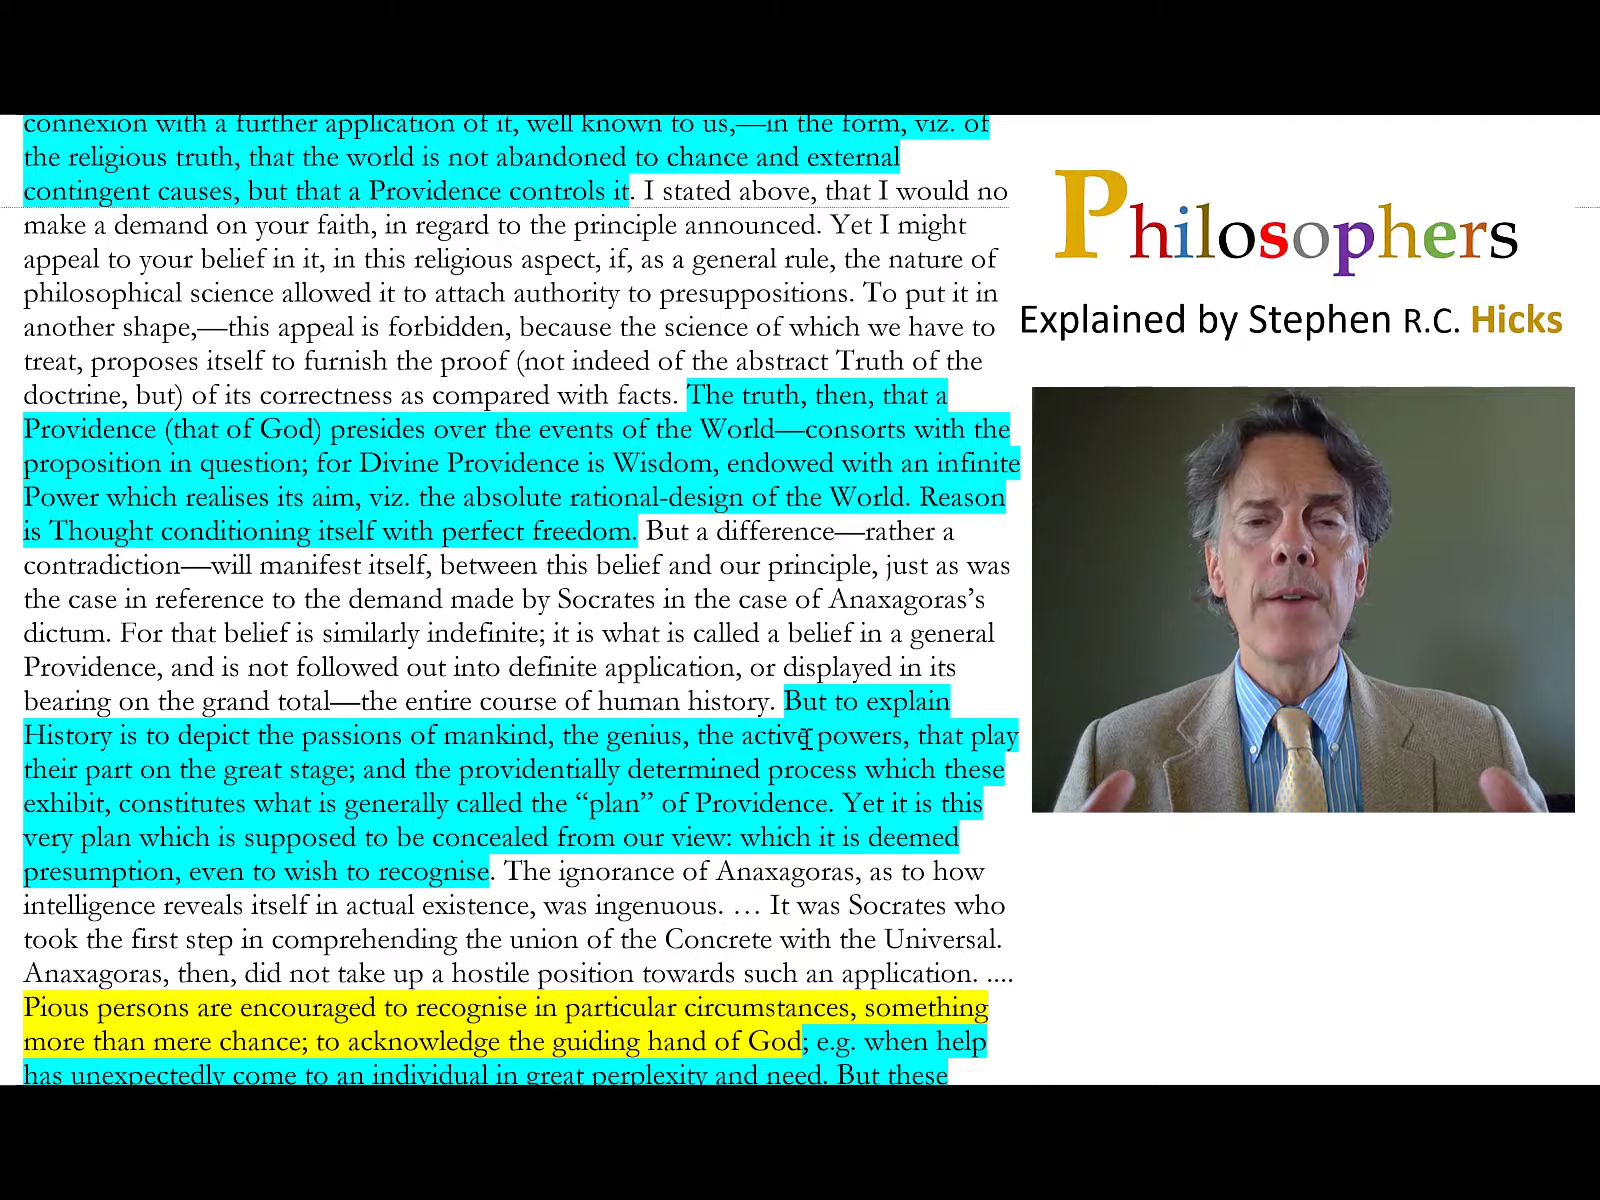 connexion with a further application of it, well known to us,—in the form, viz. of
the religious truth, that the world is not abandoned to chance and external
contingent causes, but that a Providence controls it. I stated above, that I would no
make a demand on your faith, in regard to the principle announced. Yet I might
appeal to your belief in it, in this religious aspect, if, as a general rule, the nature of
philosophical science allowed it to attach authority to presuppositions. To put it in
another shape,—this appeal is forbidden, because the science of which we have to
treat, proposes itself to furnish the proof (not indeed of the abstract Truth of the
doctrine, but) of its correctness as compared with facts. The truth, then, that a
Providence (that of God) presides over the events of the World—consorts with the
proposition in question; for Divine Providence is Wisdom, endowed with an infinite
Power which realises its aim, viz. the absolute rational-design of the World. Reason
is Thought conditioning itself with perfect freedom. But a difference—rather a
contradiction—will manifest itself, between this belief and our principle, just as was
the case in reference to the demand made by Socrates in the case of Anaxagoras’s
dictum. For that belief is similarly indefinite; it is what is called a belief in a general
Providence, and is not followed out into definite application, or displayed in its
bearing on the grand total—the entire course of human history. But to explain
History is to depict the passions of mankind, the genius, the active powers, that play
their part on the great stage; and the providentially determined process which these
exhibit, constitutes what is generally called the “plan” of Providence. Yet it is this
very plan which is supposed to be concealed from our view: which it is deemed
presumption, even to wish to recognise. The ignorance of Anaxagoras, as to how
intelligence reveals itself in actual existence, was ingenuous. … It was Socrates who
took the first step in comprehending the union of the Concrete with the Universal.
Anaxagoras, then, did not take up a hostile position towards such an application. ....
Pious persons are encouraged to recognise in particular circumstances, something
more than mere chance; to acknowledge the guiding hand of God; e.g. when help
has unexpectedly come to an individual in great perplexity and need. But these
Philosophers
Explained by Stephen R.C. Hicks